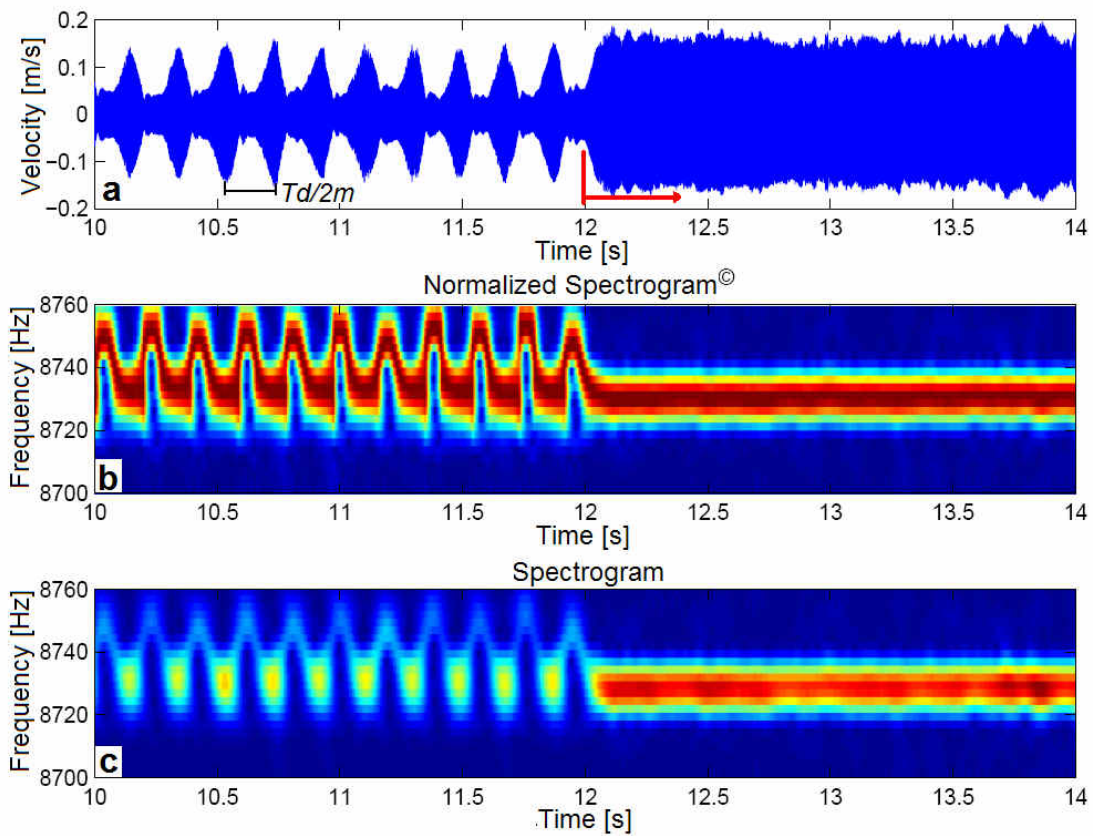 0.2
0.1
0
-0.1
-0.2
Velocity [m/s]
a
Td/2m
10 10.5 11 11.5 12 12.5 13 13.5 14
Time [s]
Normalized Spectrogram©
8760
8740
8720
8700
Frequency [Hz]
b
10 10.5 11 11.5 12 12.5 13 13.5 14
Time [s]
Spectrogram
8760
8740
8720
8700
Frequency [Hz]
c
10 10.5 11 11.5 12 12.5 13 13.5 14
Time [s]